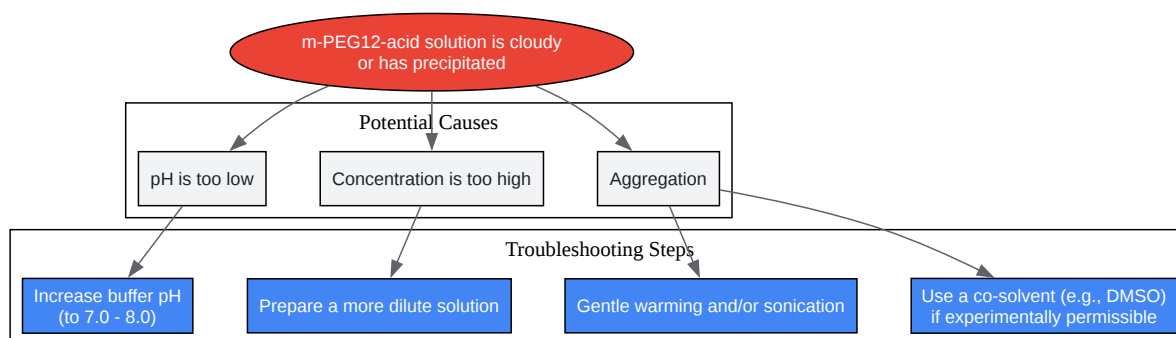 m-PEG12-acid solution is cloudy
or has precipitated
Potential Causes
pH is too low
Concentration is too high
Aggregation
Troubleshooting Steps
Increase buffer pH
(to 7.0 - 8.0)
Prepare a more dilute solution
Gentle warming and/or sonication
Use a co-solvent (e.g., DMSO)
if experimentally permissible